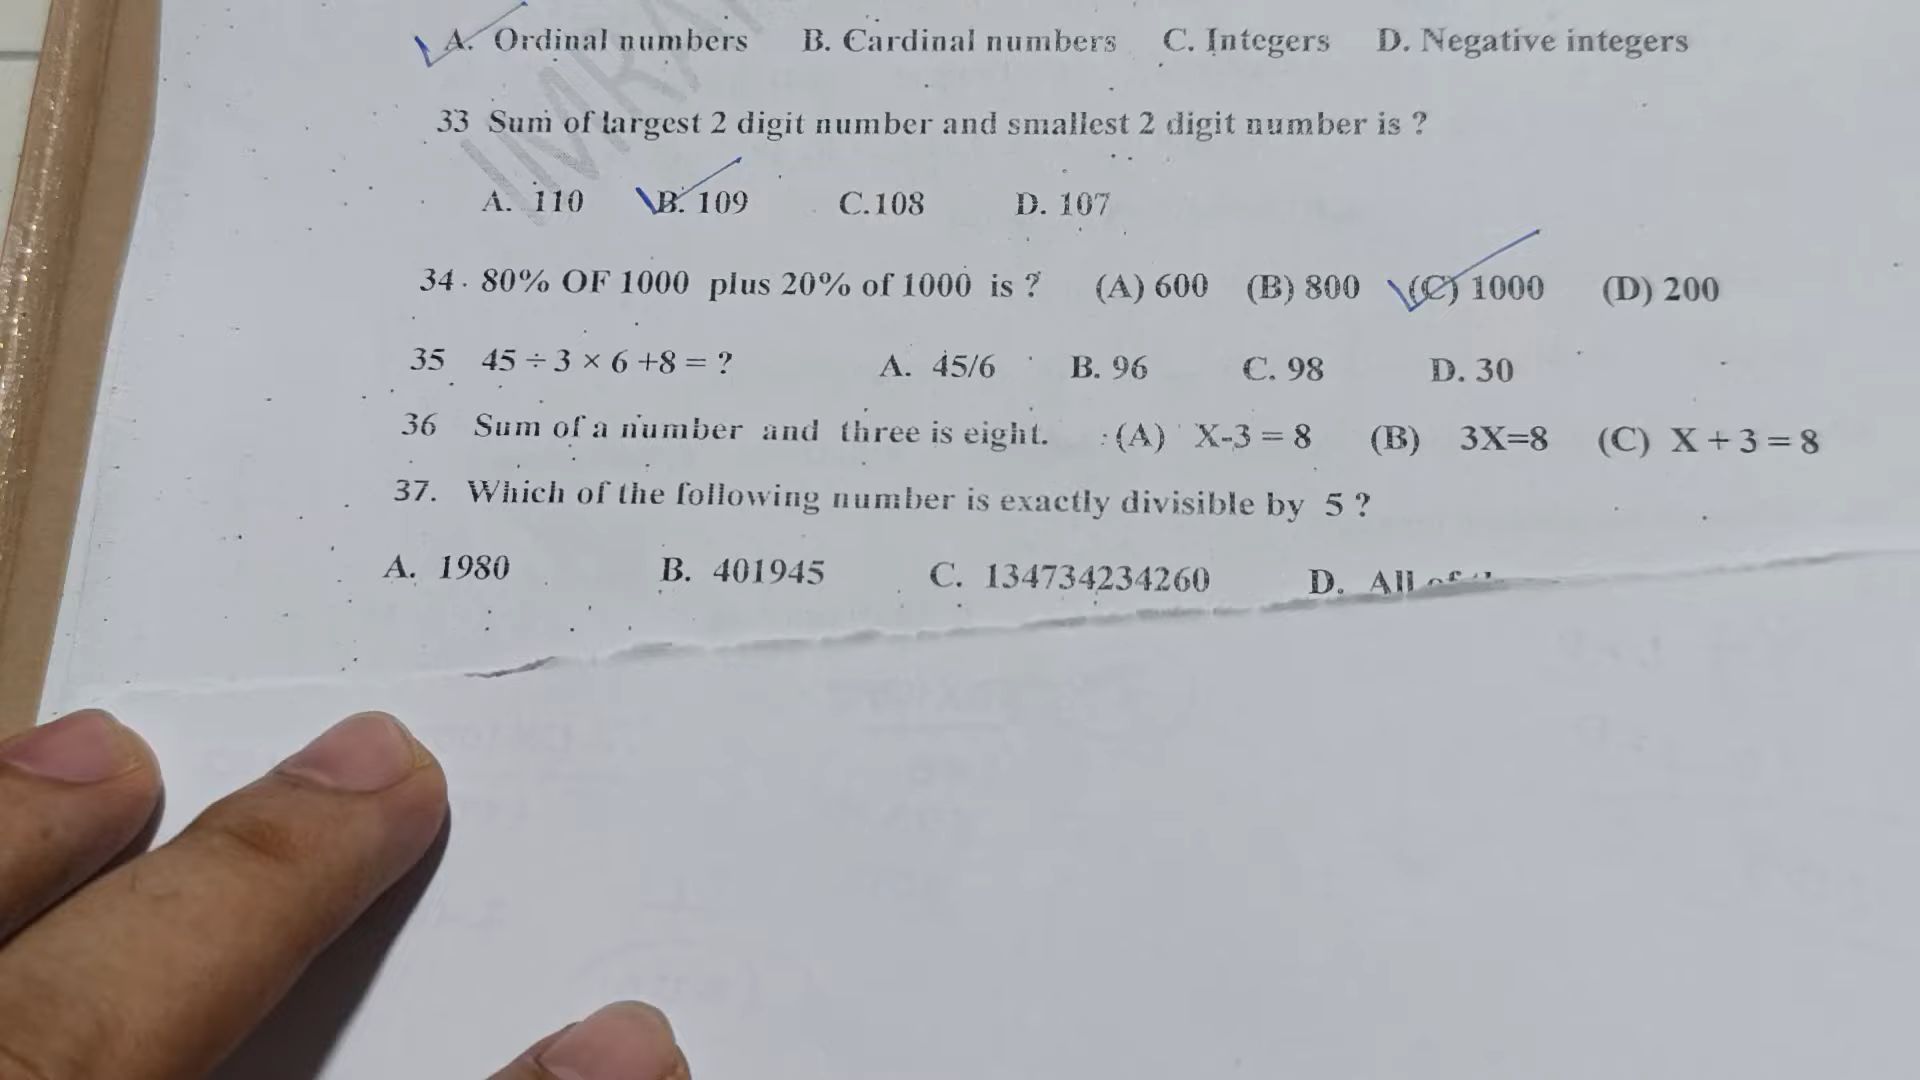 A. Ordinal numbers B. Cardinal numbers C. Integers D. Negative integers
33 Sum of largest 2 digit number and smallest 2 digit number is ?
A. 110 B. 109 C.108 D. 107
34. 80% OF 1000 plus 20% of 1000 is ? (A) 600 (B) 800 (C) 1000 (D) 200
35 45 ÷ 3 × 6 +8 = ? A. 45/6 B. 96 C. 98 D. 30
36 Sum of a number and three is eight. :(A) X-3 = 8 (B) 3X=8 (C) X + 3 = 8
37. Which of the following number is exactly divisible by 5 ?
A. 1980 B. 401945 C. 134734234260 D. All of